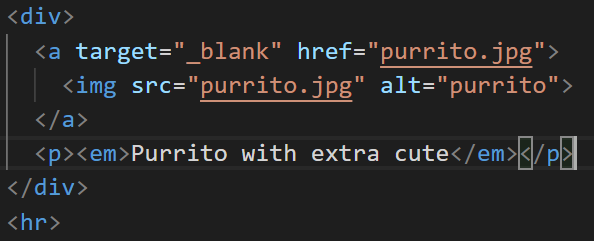 <div>
<a target="_blank" href="purrito.jpg">
<img src="purrito.jpg" alt="purrito">
</a>
<p><em>Purrito with extra cute</em></p>
</div>
<hr>